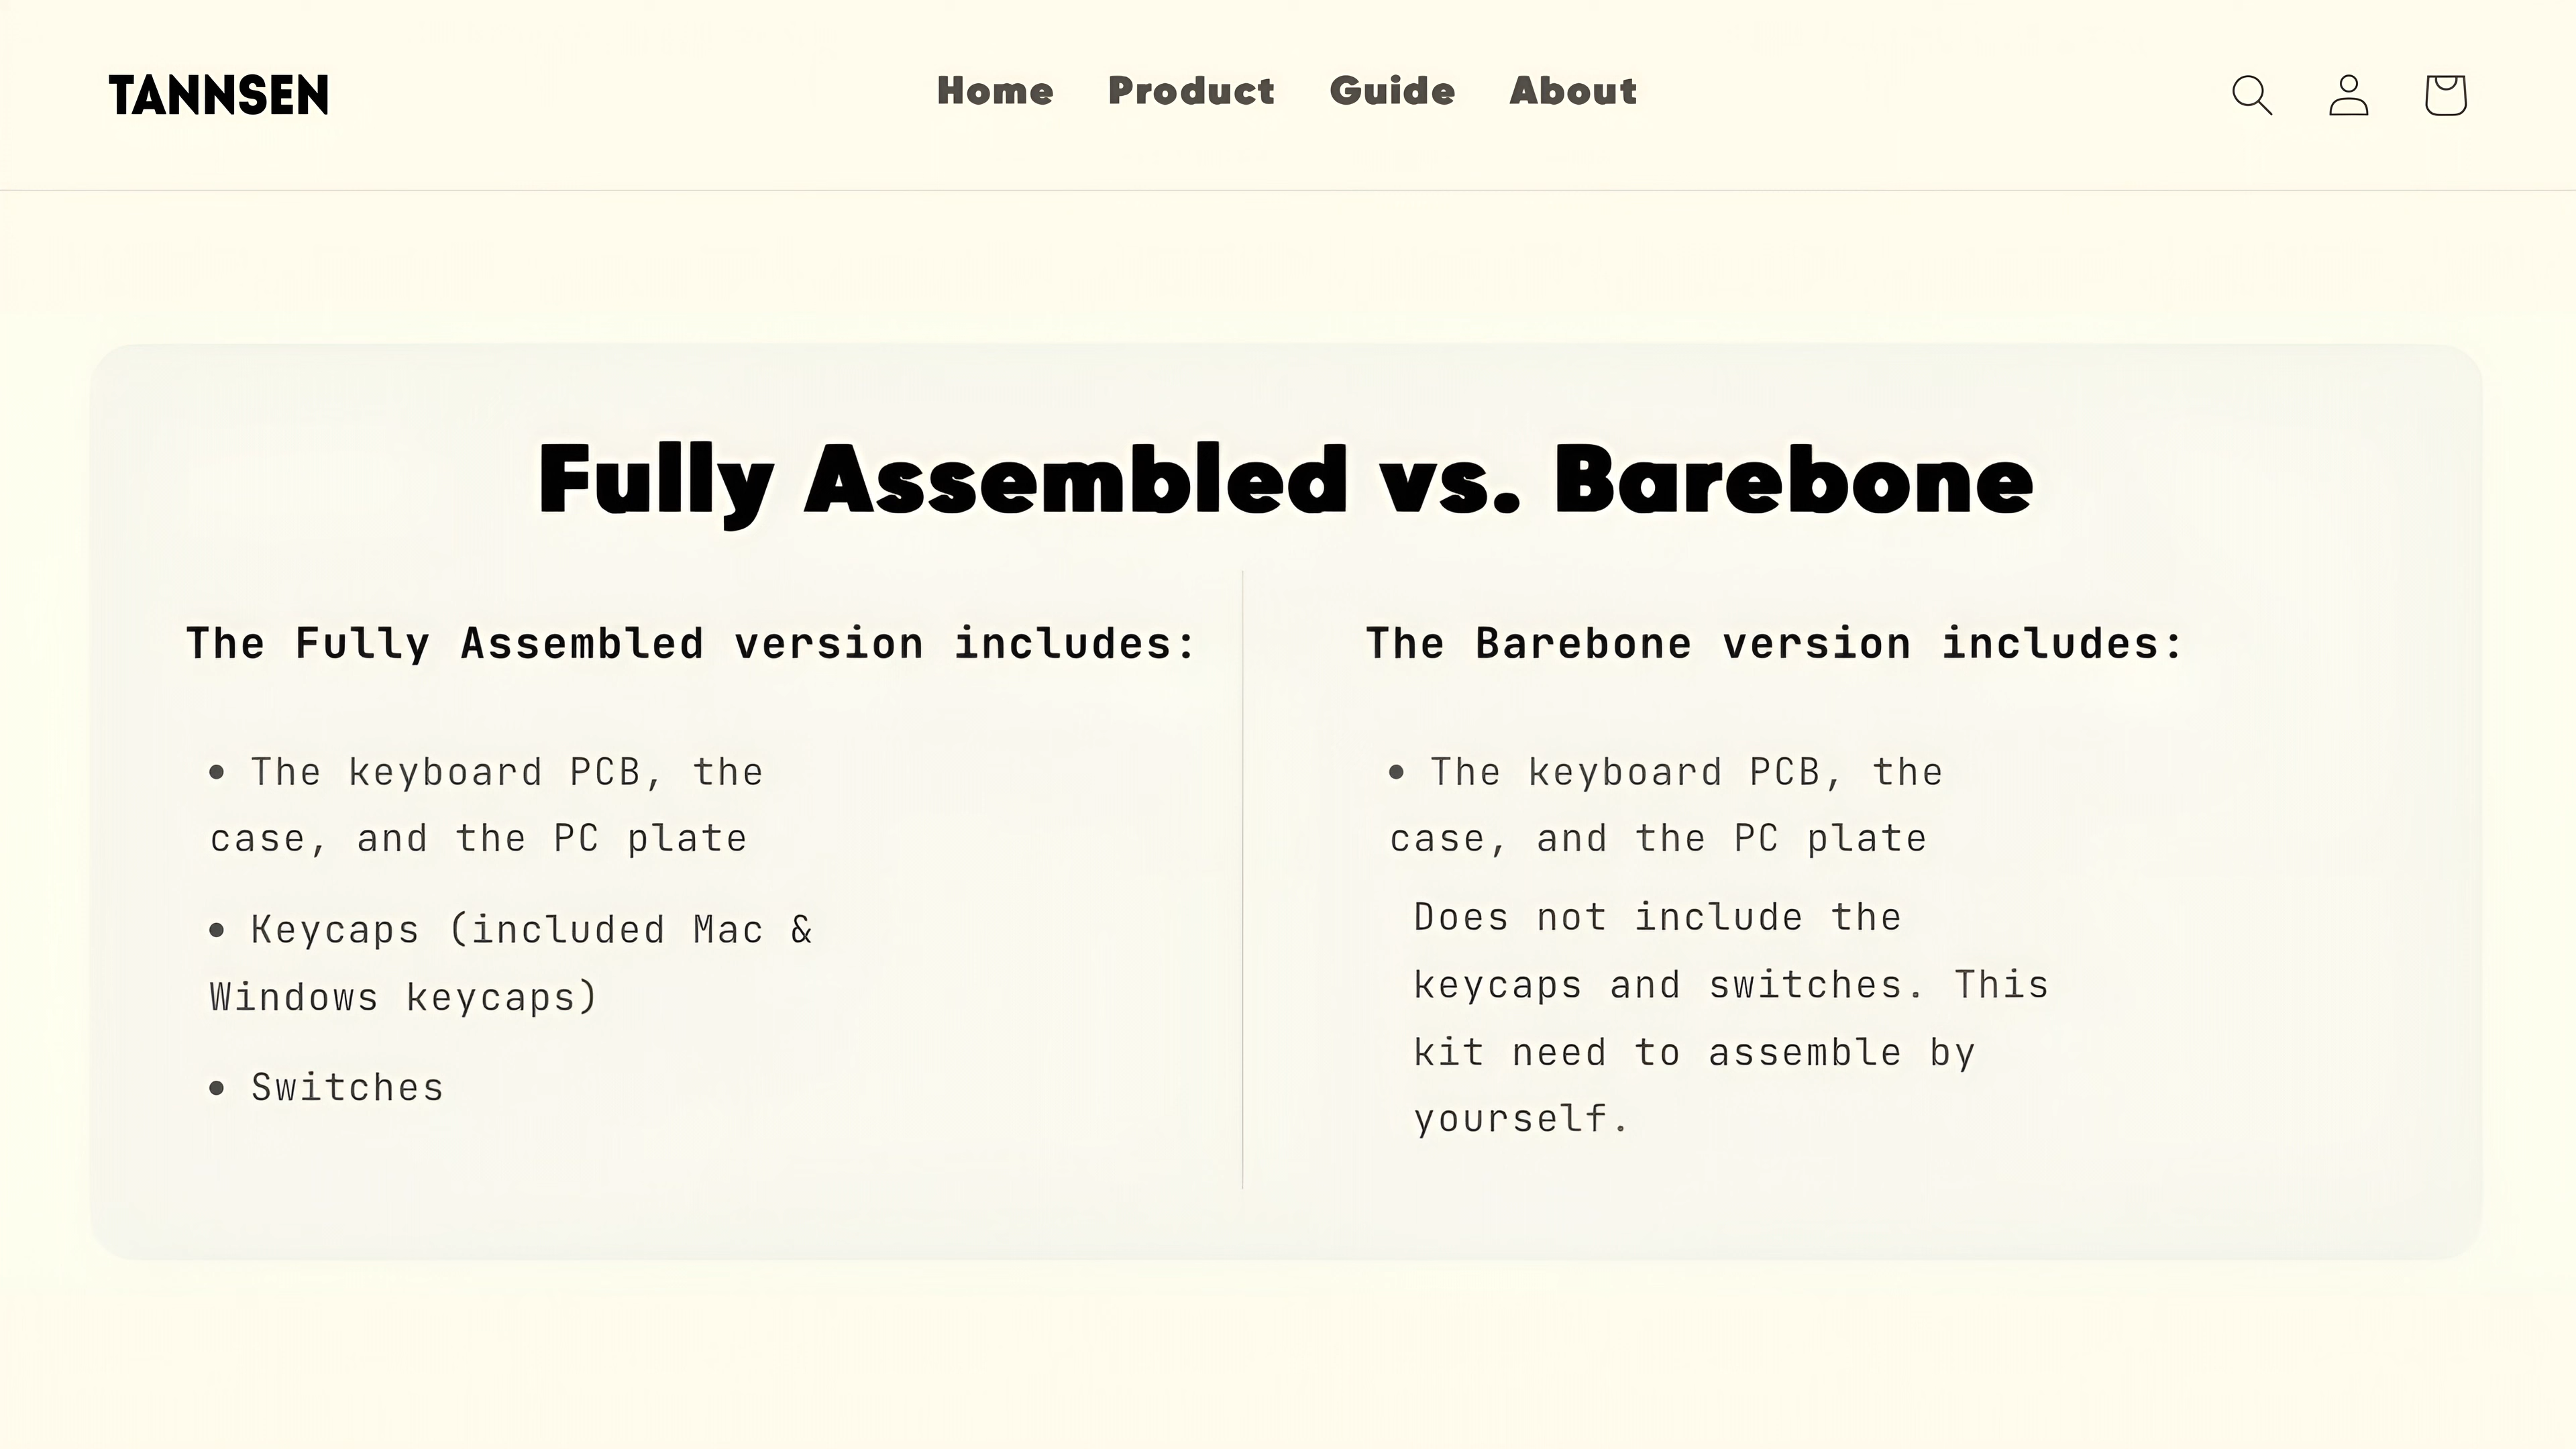 TANNSEN
Home Product Guide About
Fully Assembled vs. Barebone
The Fully Assembled version includes:
• The keyboard PCB, the
case, and the PC plate
• Keycaps (included Mac &
Windows keycaps)
• Switches
The Barebone version includes:
• The keyboard PCB, the
case, and the PC plate
Does not include the
keycaps and switches. This
kit need to assemble by
yourself.